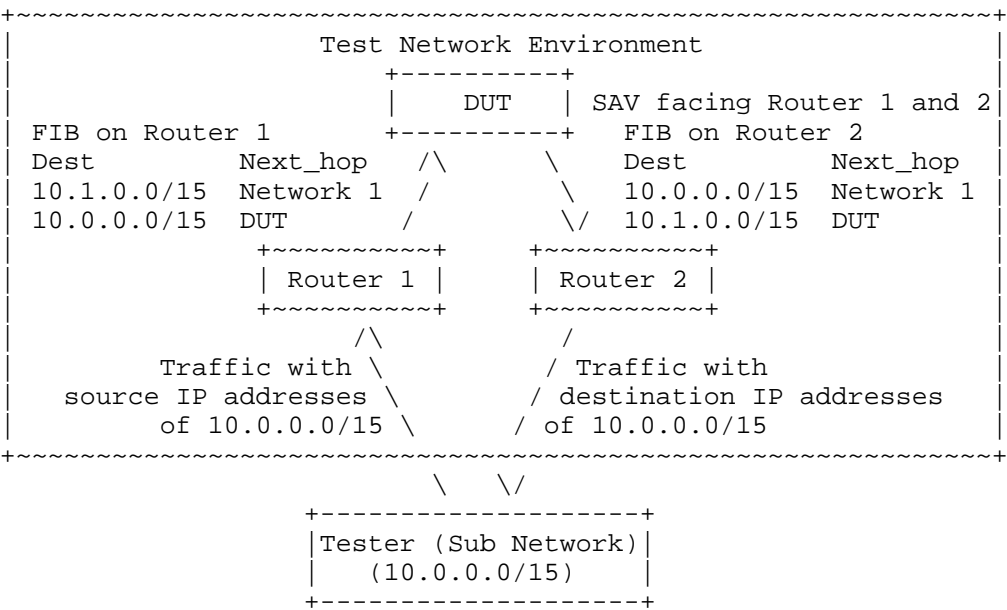 Test Network Environment
DUT SAV facing Router 1 and 2
FIB on Router 1 FIB on Router 2
Dest Next_hop Dest Next_hop
10.1.0.0/15 Network 1 10.0.0.0/15 Network 1
10.0.0.0/15 DUT 10.1.0.0/15 DUT
Router 1 Router 2
Traffic with Traffic with
source IP addresses destination IP addresses
of 10.0.0.0/15 of 10.0.0.0/15
Tester (Sub Network)
(10.0.0.0/15)